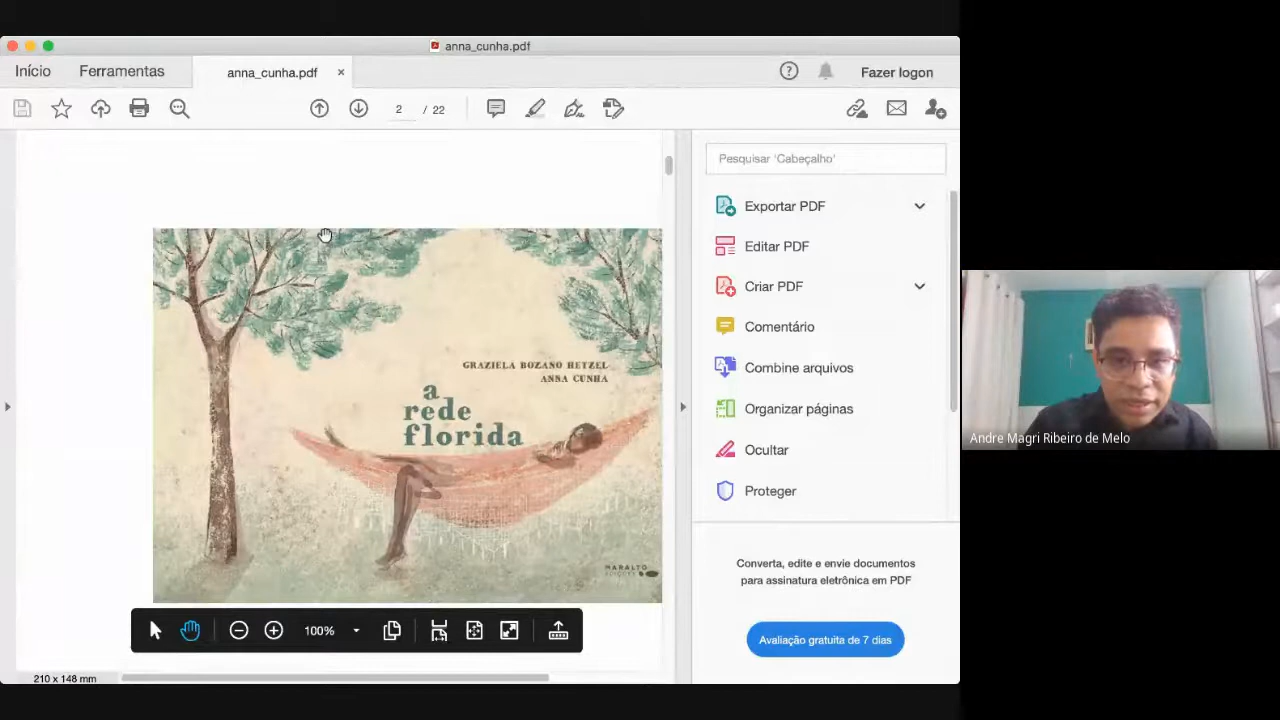 anna_cunha.pdf
Início
Ferramentas
anna_cunha.pdf
×
Fazer logon
2 / 22
Pesquisar 'Cabeçalho'
Exportar PDF
Editar PDF
Criar PDF
Comentário
Combine arquivos
Organizar páginas
Ocultar
Proteger
Converta, edite e envie documentos
para assinatura eletrônica em PDF
Avaliação gratuita de 7 dias
GRAZIELA BOZANO HETZEL
ANNA CUNHA
a
rede
florida
MARALTO
100%
210 x 148 mm
Andre Magri Ribeiro de Melo